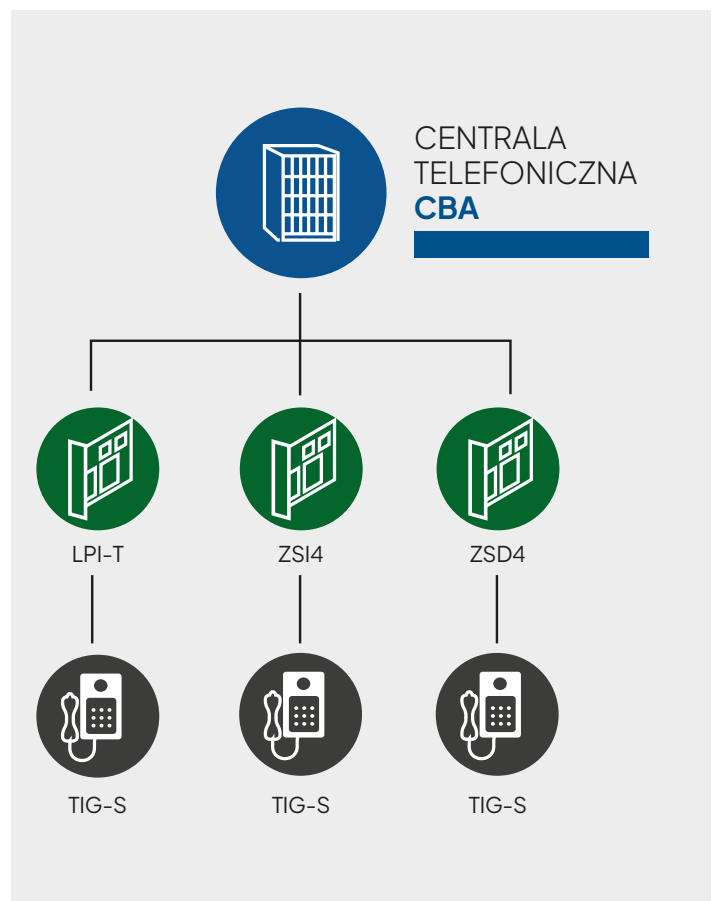 CENTRALA
TELEFONICZNA
CBA
LPI-T
ZSI4
ZSD4
TIG-S
TIG-S
TIG-S